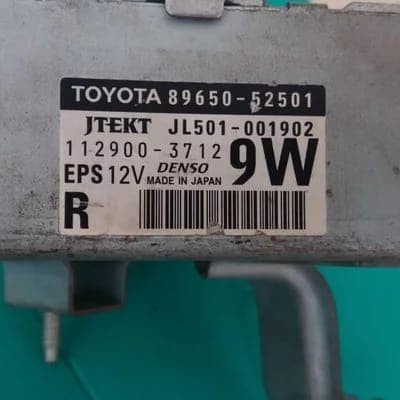 TOYOTA 89650-52501
JTEKT JL501-001902
112900-3712 9W
EPS 12V DENSO MADE IN JAPAN
R